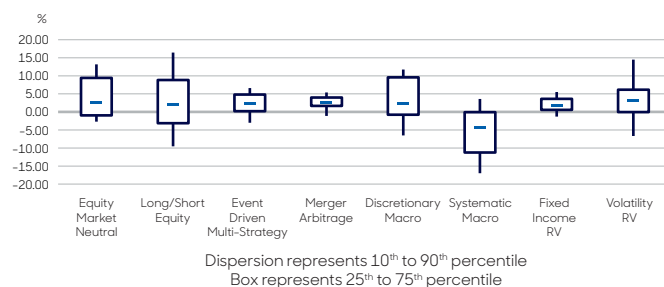 %
20.00
15.00
10.00
5.00
0.00
-5.00
-10.00
-15.00
-20.00
Equity Market Neutral
Long/Short Equity
Event Driven Multi-Strategy
Merger Arbitrage
Discretionary Macro
Systematic Macro
Fixed Income RV
Volatility RV
Dispersion represents 10th to 90th percentile
Box represents 25th to 75th percentile